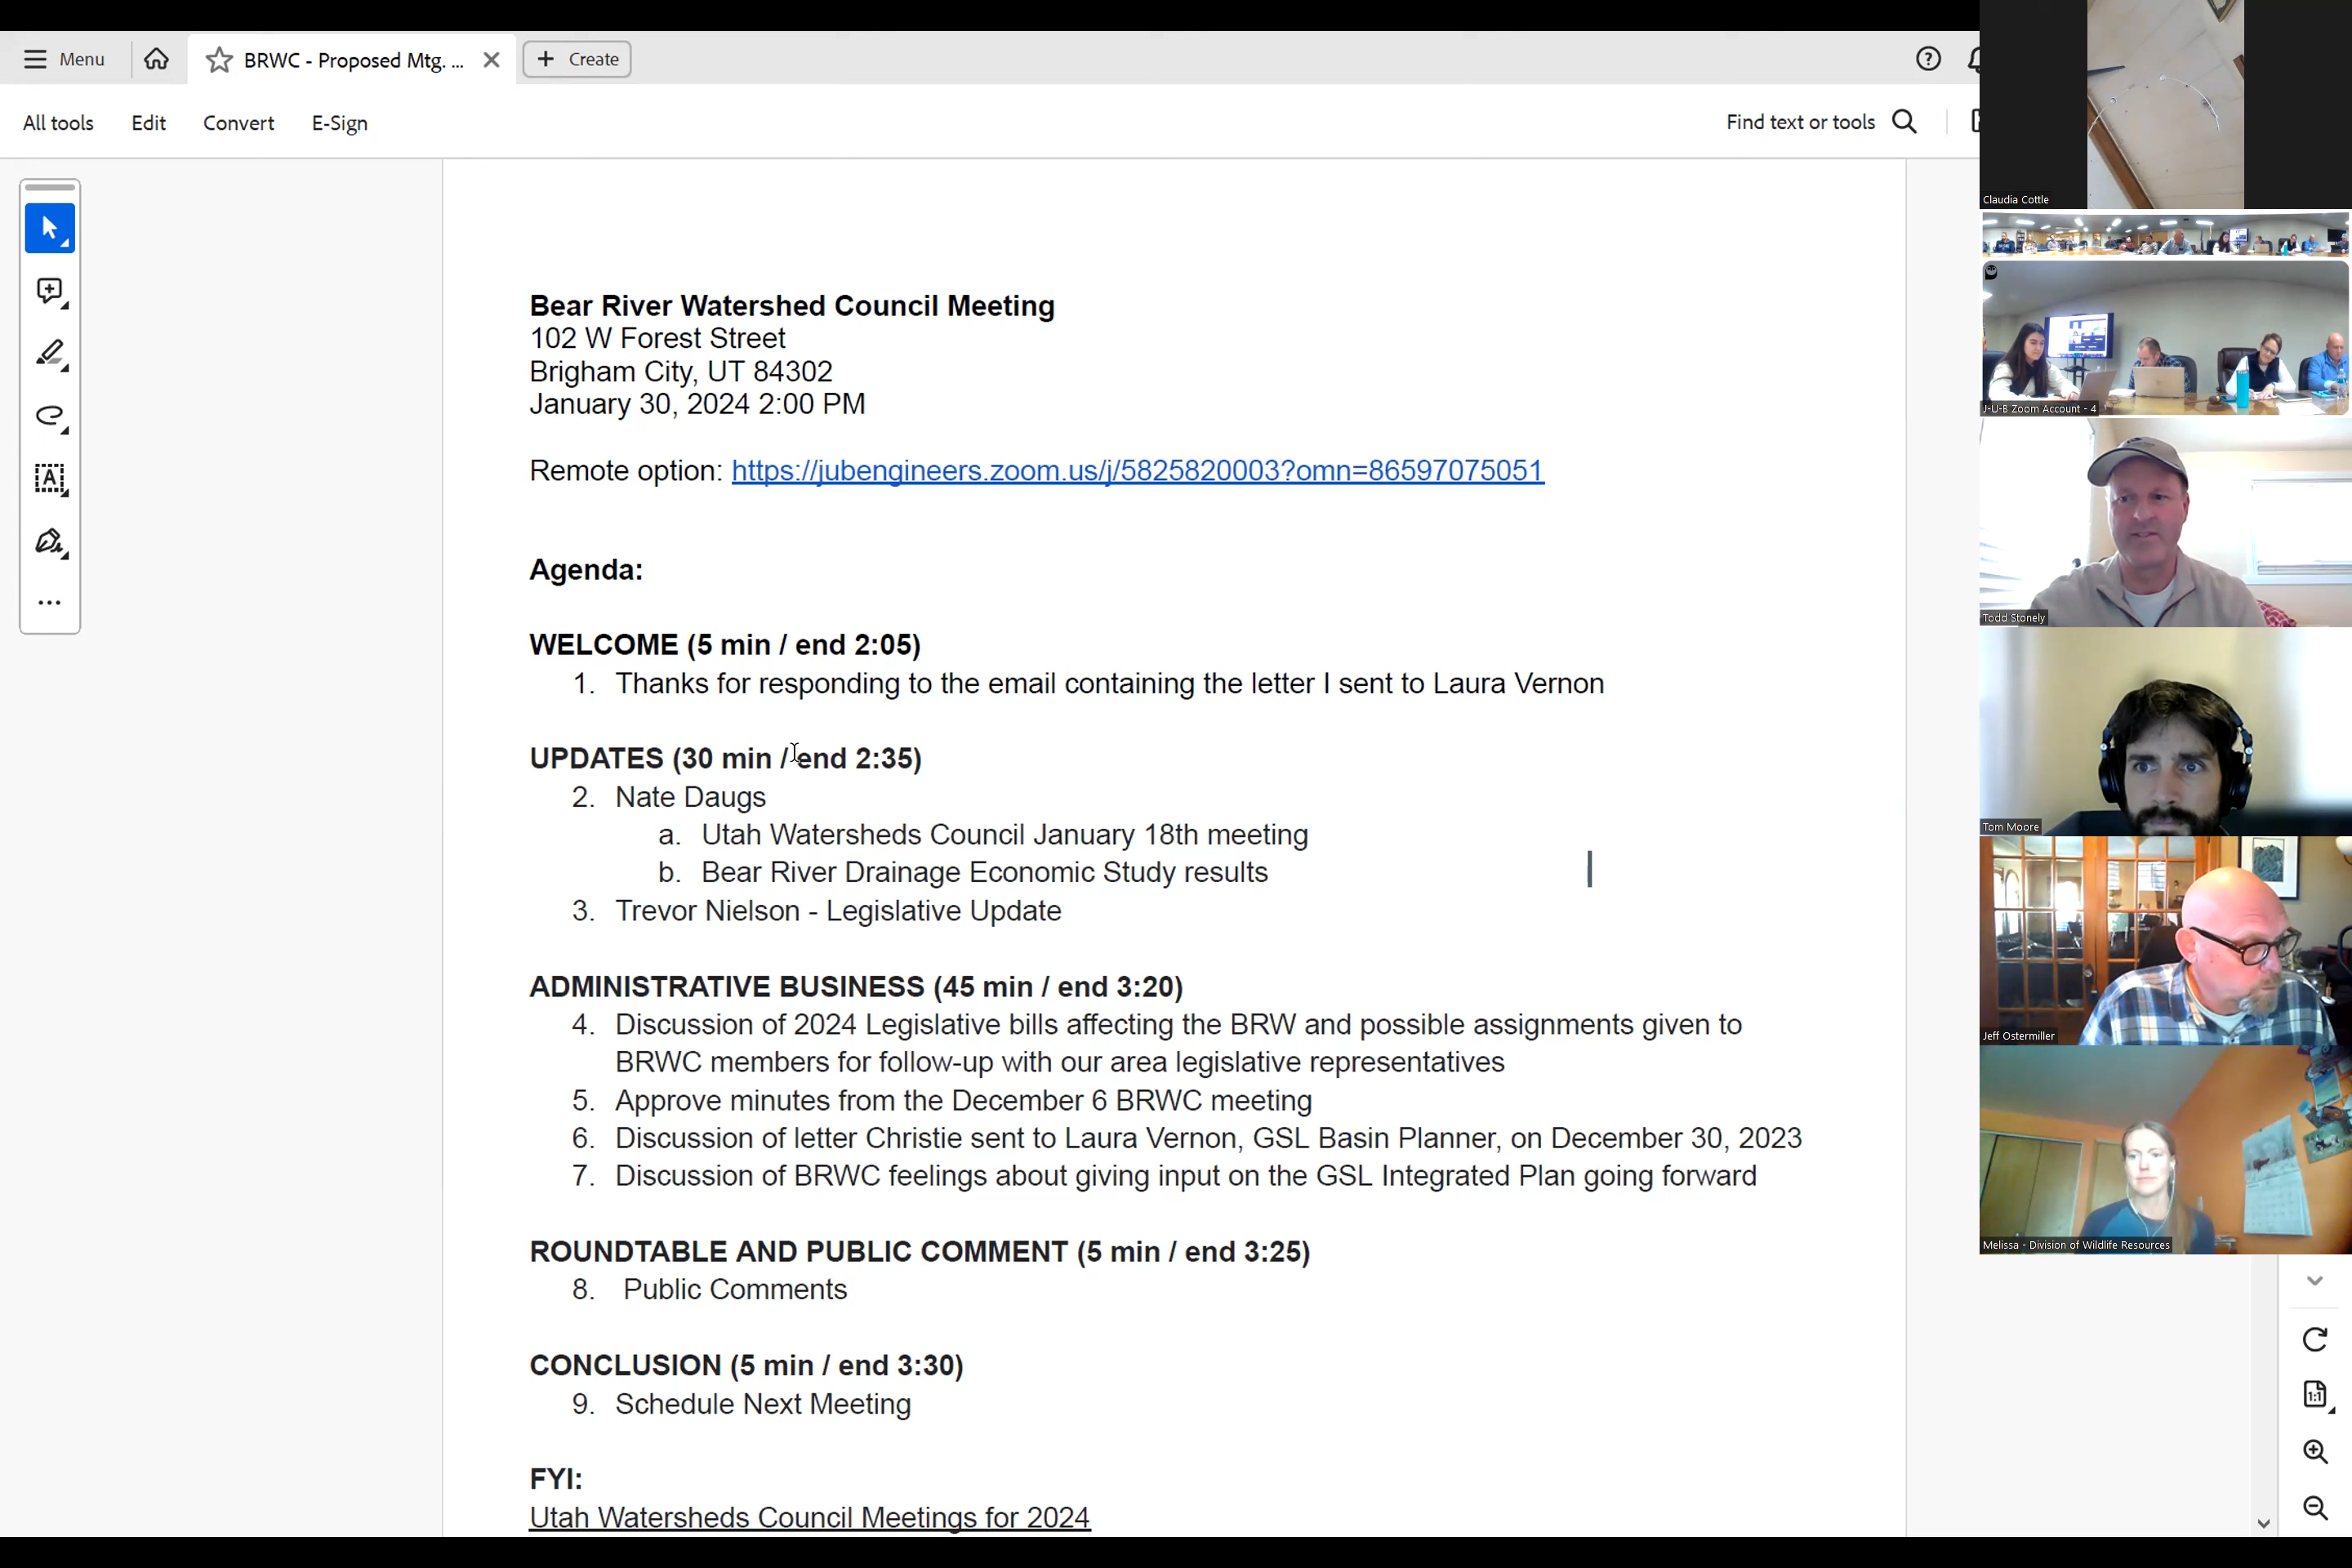 Menu
BRWC - Proposed Mtg. ...
Create
All tools
Edit
Convert
E-Sign
Find text or tools
Bear River Watershed Council Meeting
102 W Forest Street
Brigham City, UT 84302
January 30, 2024 2:00 PM
Remote option: https://jubengineers.zoom.us/j/5825820003?omn=86597075051
Agenda:
WELCOME (5 min / end 2:05)
1. Thanks for responding to the email containing the letter I sent to Laura Vernon
UPDATES (30 min / end 2:35)
2. Nate Daugs
a. Utah Watersheds Council January 18th meeting
b. Bear River Drainage Economic Study results
3. Trevor Nielson - Legislative Update
ADMINISTRATIVE BUSINESS (45 min / end 3:20)
4. Discussion of 2024 Legislative bills affecting the BRW and possible assignments given to
BRWC members for follow-up with our area legislative representatives
5. Approve minutes from the December 6 BRWC meeting
6. Discussion of letter Christie sent to Laura Vernon, GSL Basin Planner, on December 30, 2023
7. Discussion of BRWC feelings about giving input on the GSL Integrated Plan going forward
ROUNDTABLE AND PUBLIC COMMENT (5 min / end 3:25)
8. Public Comments
CONCLUSION (5 min / end 3:30)
9. Schedule Next Meeting
FYI:
Utah Watersheds Council Meetings for 2024
Claudia Cottle
J-U-B Zoom Account - 4
Todd Stonely
Tom Moore
Jeff Ostermiller
Melissa - Division of Wildlife Resources
1:1